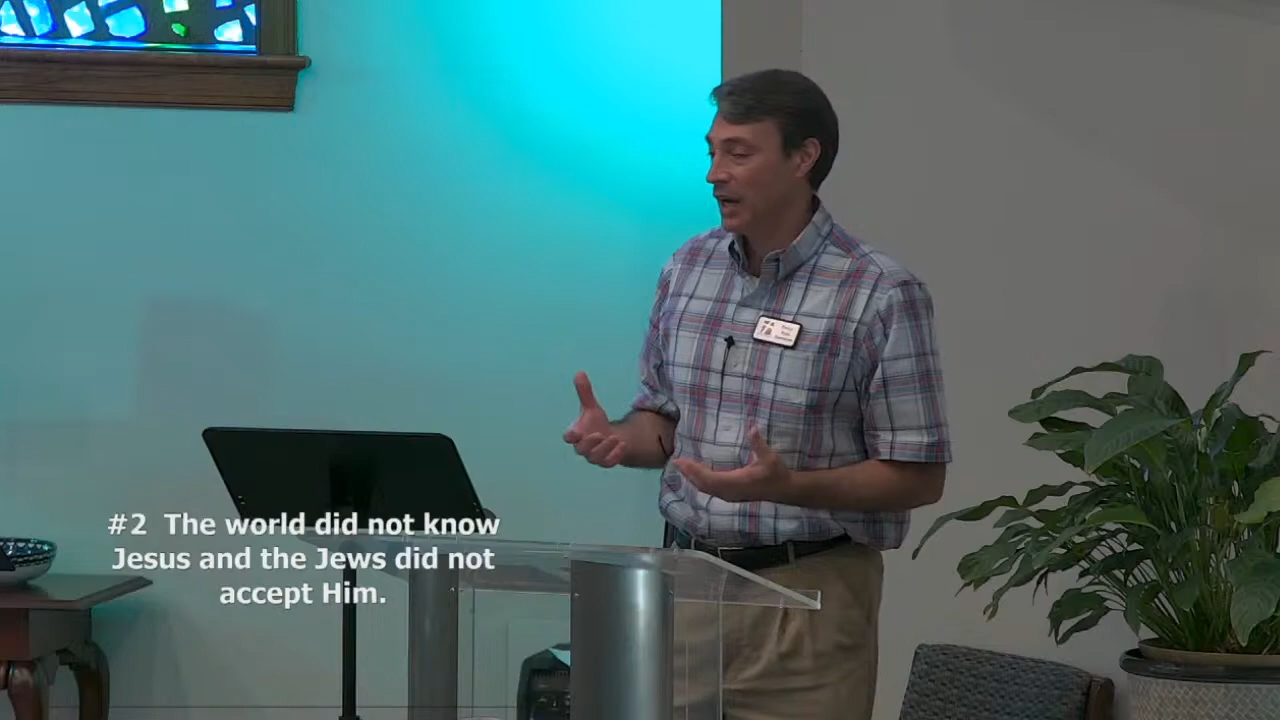 #2 The world did not know
Jesus and the Jews did not
accept Him.